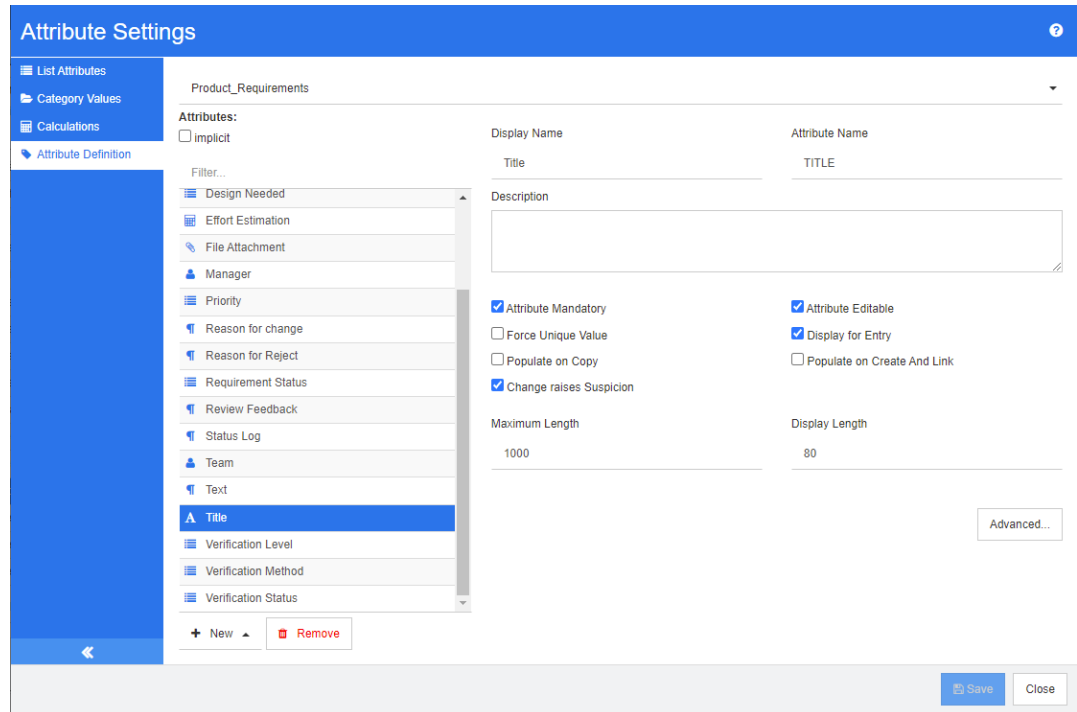 Attribute Settings
List Attributes
Category Values
Calculations
Attribute Definition
Product_Requirements
Attributes:
implicit
Filter...
Design Needed
Effort Estimation
File Attachment
Manager
Priority
Reason for change
Reason for Reject
Requirement Status
Review Feedback
Status Log
Team
Text
Title
Verification Level
Verification Method
Verification Status
+ New
Remove
Display Name
Attribute Name
Title
TITLE
Description
Attribute Mandatory
Attribute Editable
Force Unique Value
Display for Entry
Populate on Copy
Populate on Create And Link
Change raises Suspicion
Maximum Length
Display Length
1000
80
Advanced...
Save
Close